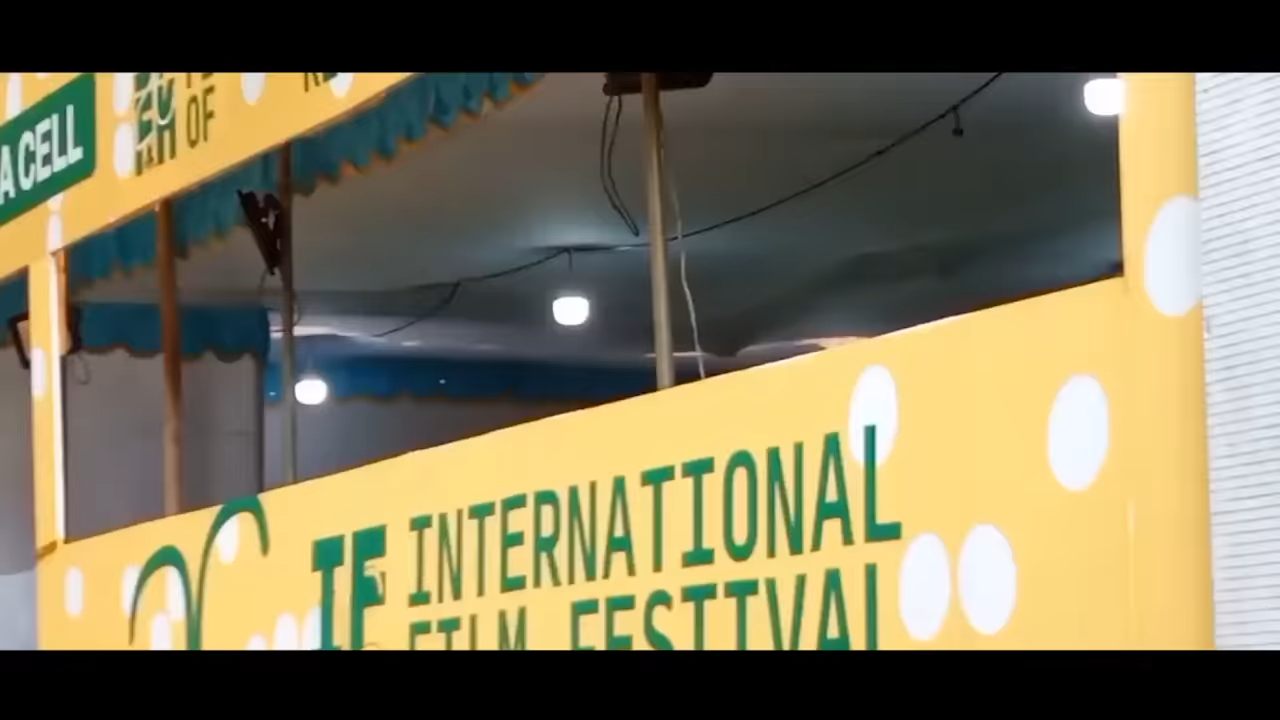 A CELL
OF
IF
INTERNATIONAL
FILM FESTIVAL